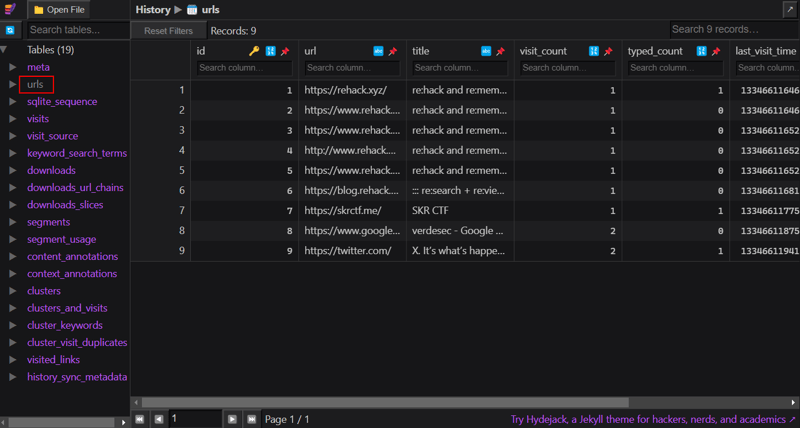 Open File
History ▶ urls
Search tables...
Reset Filters
Records: 9
Search 9 records…
Tables (19)
meta
urls
sqlite_sequence
visits
visit_source
keyword_search_terms
downloads
downloads_url_chains
downloads_slices
segments
segment_usage
content_annotations
context_annotations
clusters
clusters_and_visits
cluster_keywords
cluster_visit_duplicates
visited_links
history_sync_metadata
id url title visit_count typed_count last_visit_time
Search column... Search column... Search column... Search column... Search column... Search column...
1 1 https://rehack.xyz/ re:hack and re:mem... 1 1 13346611646
2 2 https://www.rehack.... re:hack and re:mem... 1 0 13346611646
3 3 https://www.rehack.... re:hack and re:mem... 1 0 13346611652
4 4 http://www.rehack.... re:hack and re:mem... 1 0 13346611652
5 5 https://www.rehack.... re:hack and re:mem... 1 0 13346611652
6 6 https://blog.rehack.... ::: re:search + re:vie... 1 0 13346611681
7 7 https://skrctf.me/ SKR CTF 1 1 13346611775
8 8 https://www.google... verdesec - Google ... 2 0 13346611875
9 9 https://twitter.com/ X. It's what's happe... 2 1 13346611941
1 Page 1 / 1
Try Hydejack, a Jekyll theme for hackers, nerds, and academics ↗